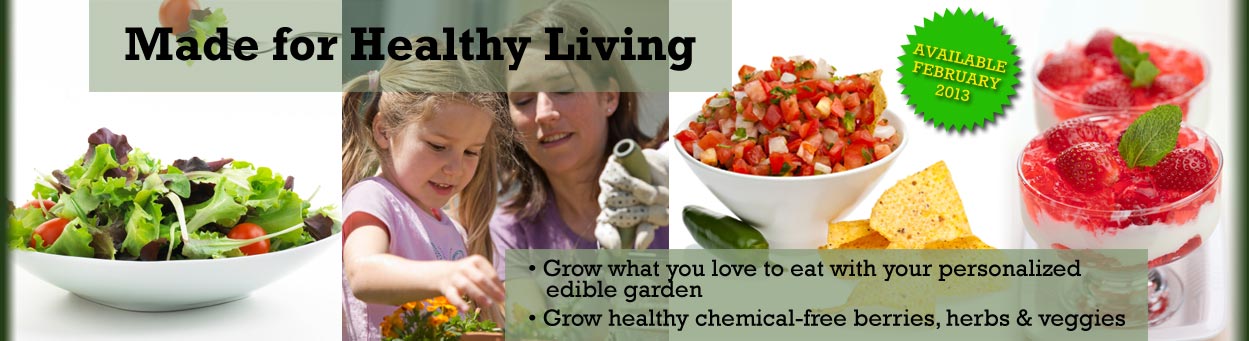 Made for Healthy Living
AVAILABLE
FEBRUARY
2013
• Grow what you love to eat with your personalized
edible garden
• Grow healthy chemical-free berries, herbs & veggies